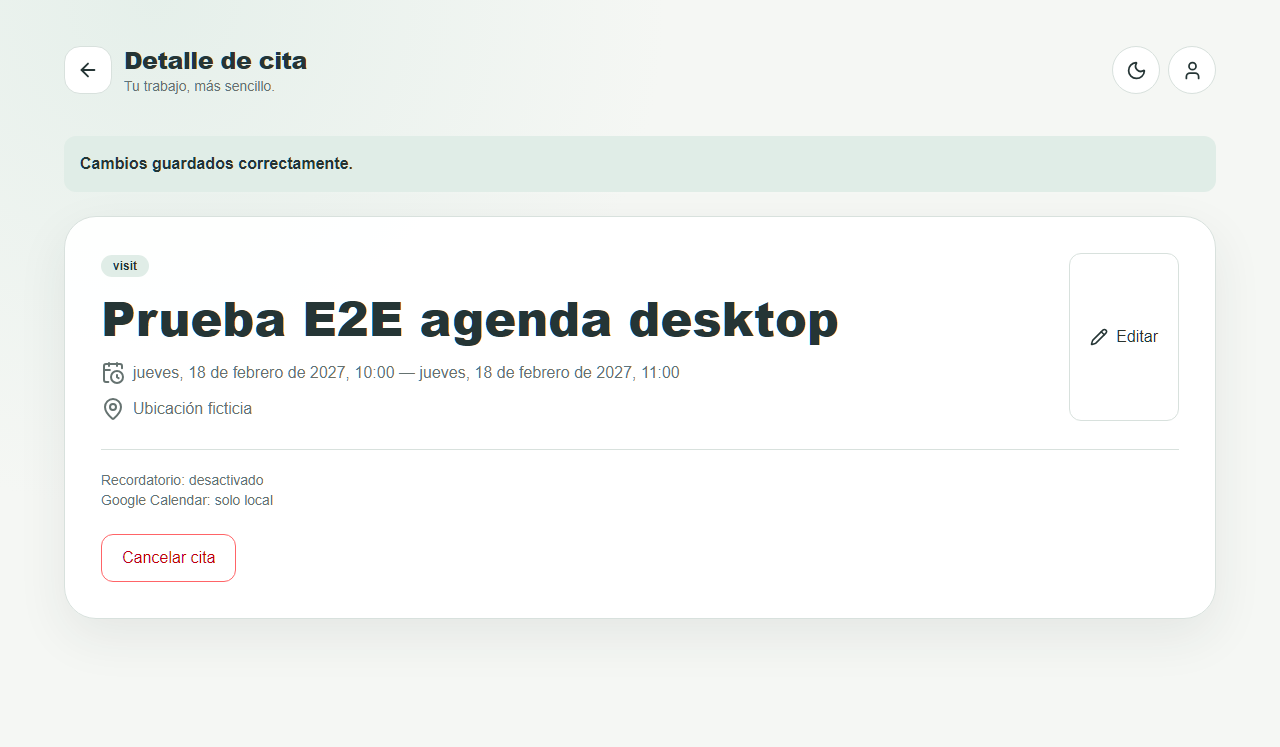 Detalle de cita
Tu trabajo, más sencillo.
Cambios guardados correctamente.
visit
Prueba E2E agenda desktop
jueves, 18 de febrero de 2027, 10:00 — jueves, 18 de febrero de 2027, 11:00
Ubicación ficticia
Editar
Recordatorio: desactivado
Google Calendar: solo local
Cancelar cita